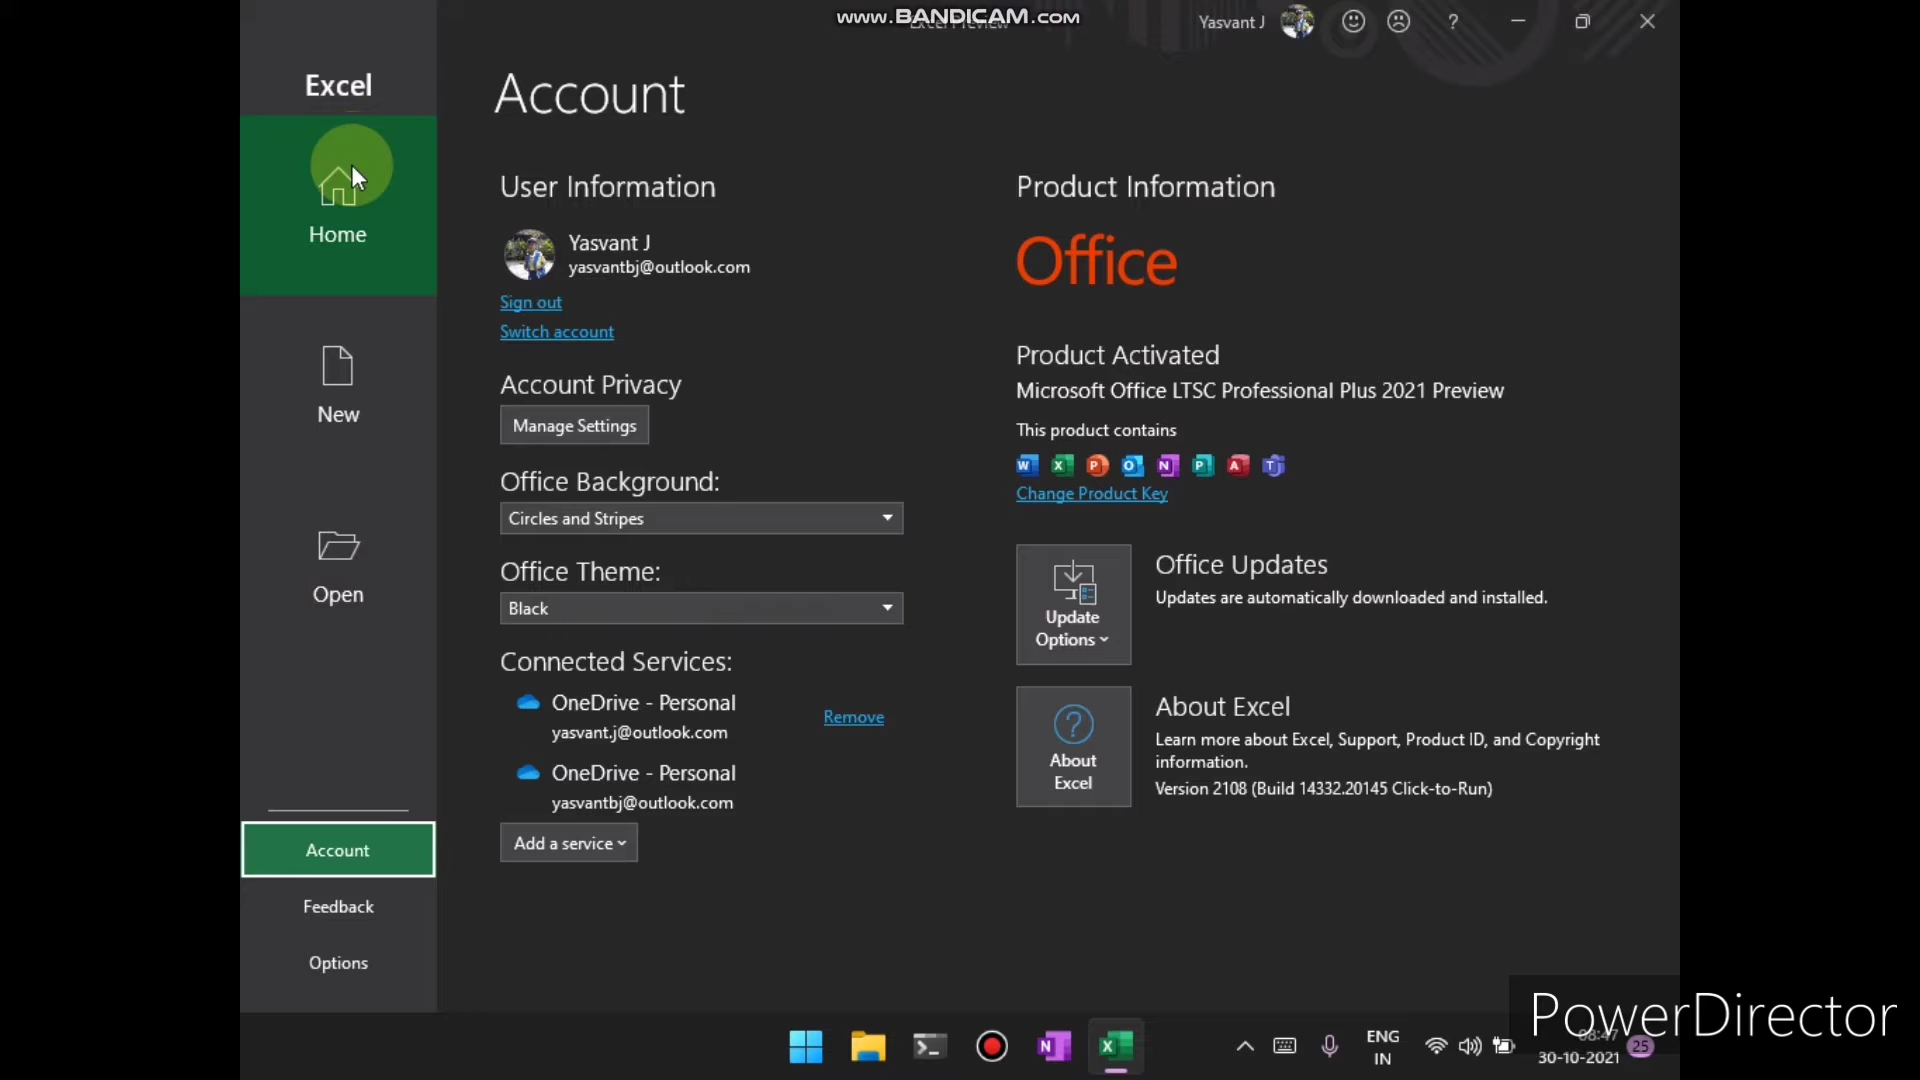 www.BANDICAM.com
Excel Preview
Yasvant J
?
Excel
Account
Home
New
Open
Account
Feedback
Options
User Information
Yasvant J
yasvantbj@outlook.com
Sign out
Switch account
Account Privacy
Manage Settings
Office Background:
Circles and Stripes
Office Theme:
Black
Connected Services:
OneDrive - Personal
yasvant.j@outlook.com
Remove
OneDrive - Personal
yasvantbj@outlook.com
Add a service
Product Information
Office
Product Activated
Microsoft Office LTSC Professional Plus 2021 Preview
This product contains
W X P O N P A T
Change Product Key
Update
Options
Office Updates
Updates are automatically downloaded and installed.
?
About
Excel
About Excel
Learn more about Excel, Support, Product ID, and Copyright
information.
Version 2108 (Build 14332.20145 Click-to-Run)
N
X
ENG
IN
08:47
30-10-2021
25
PowerDirector